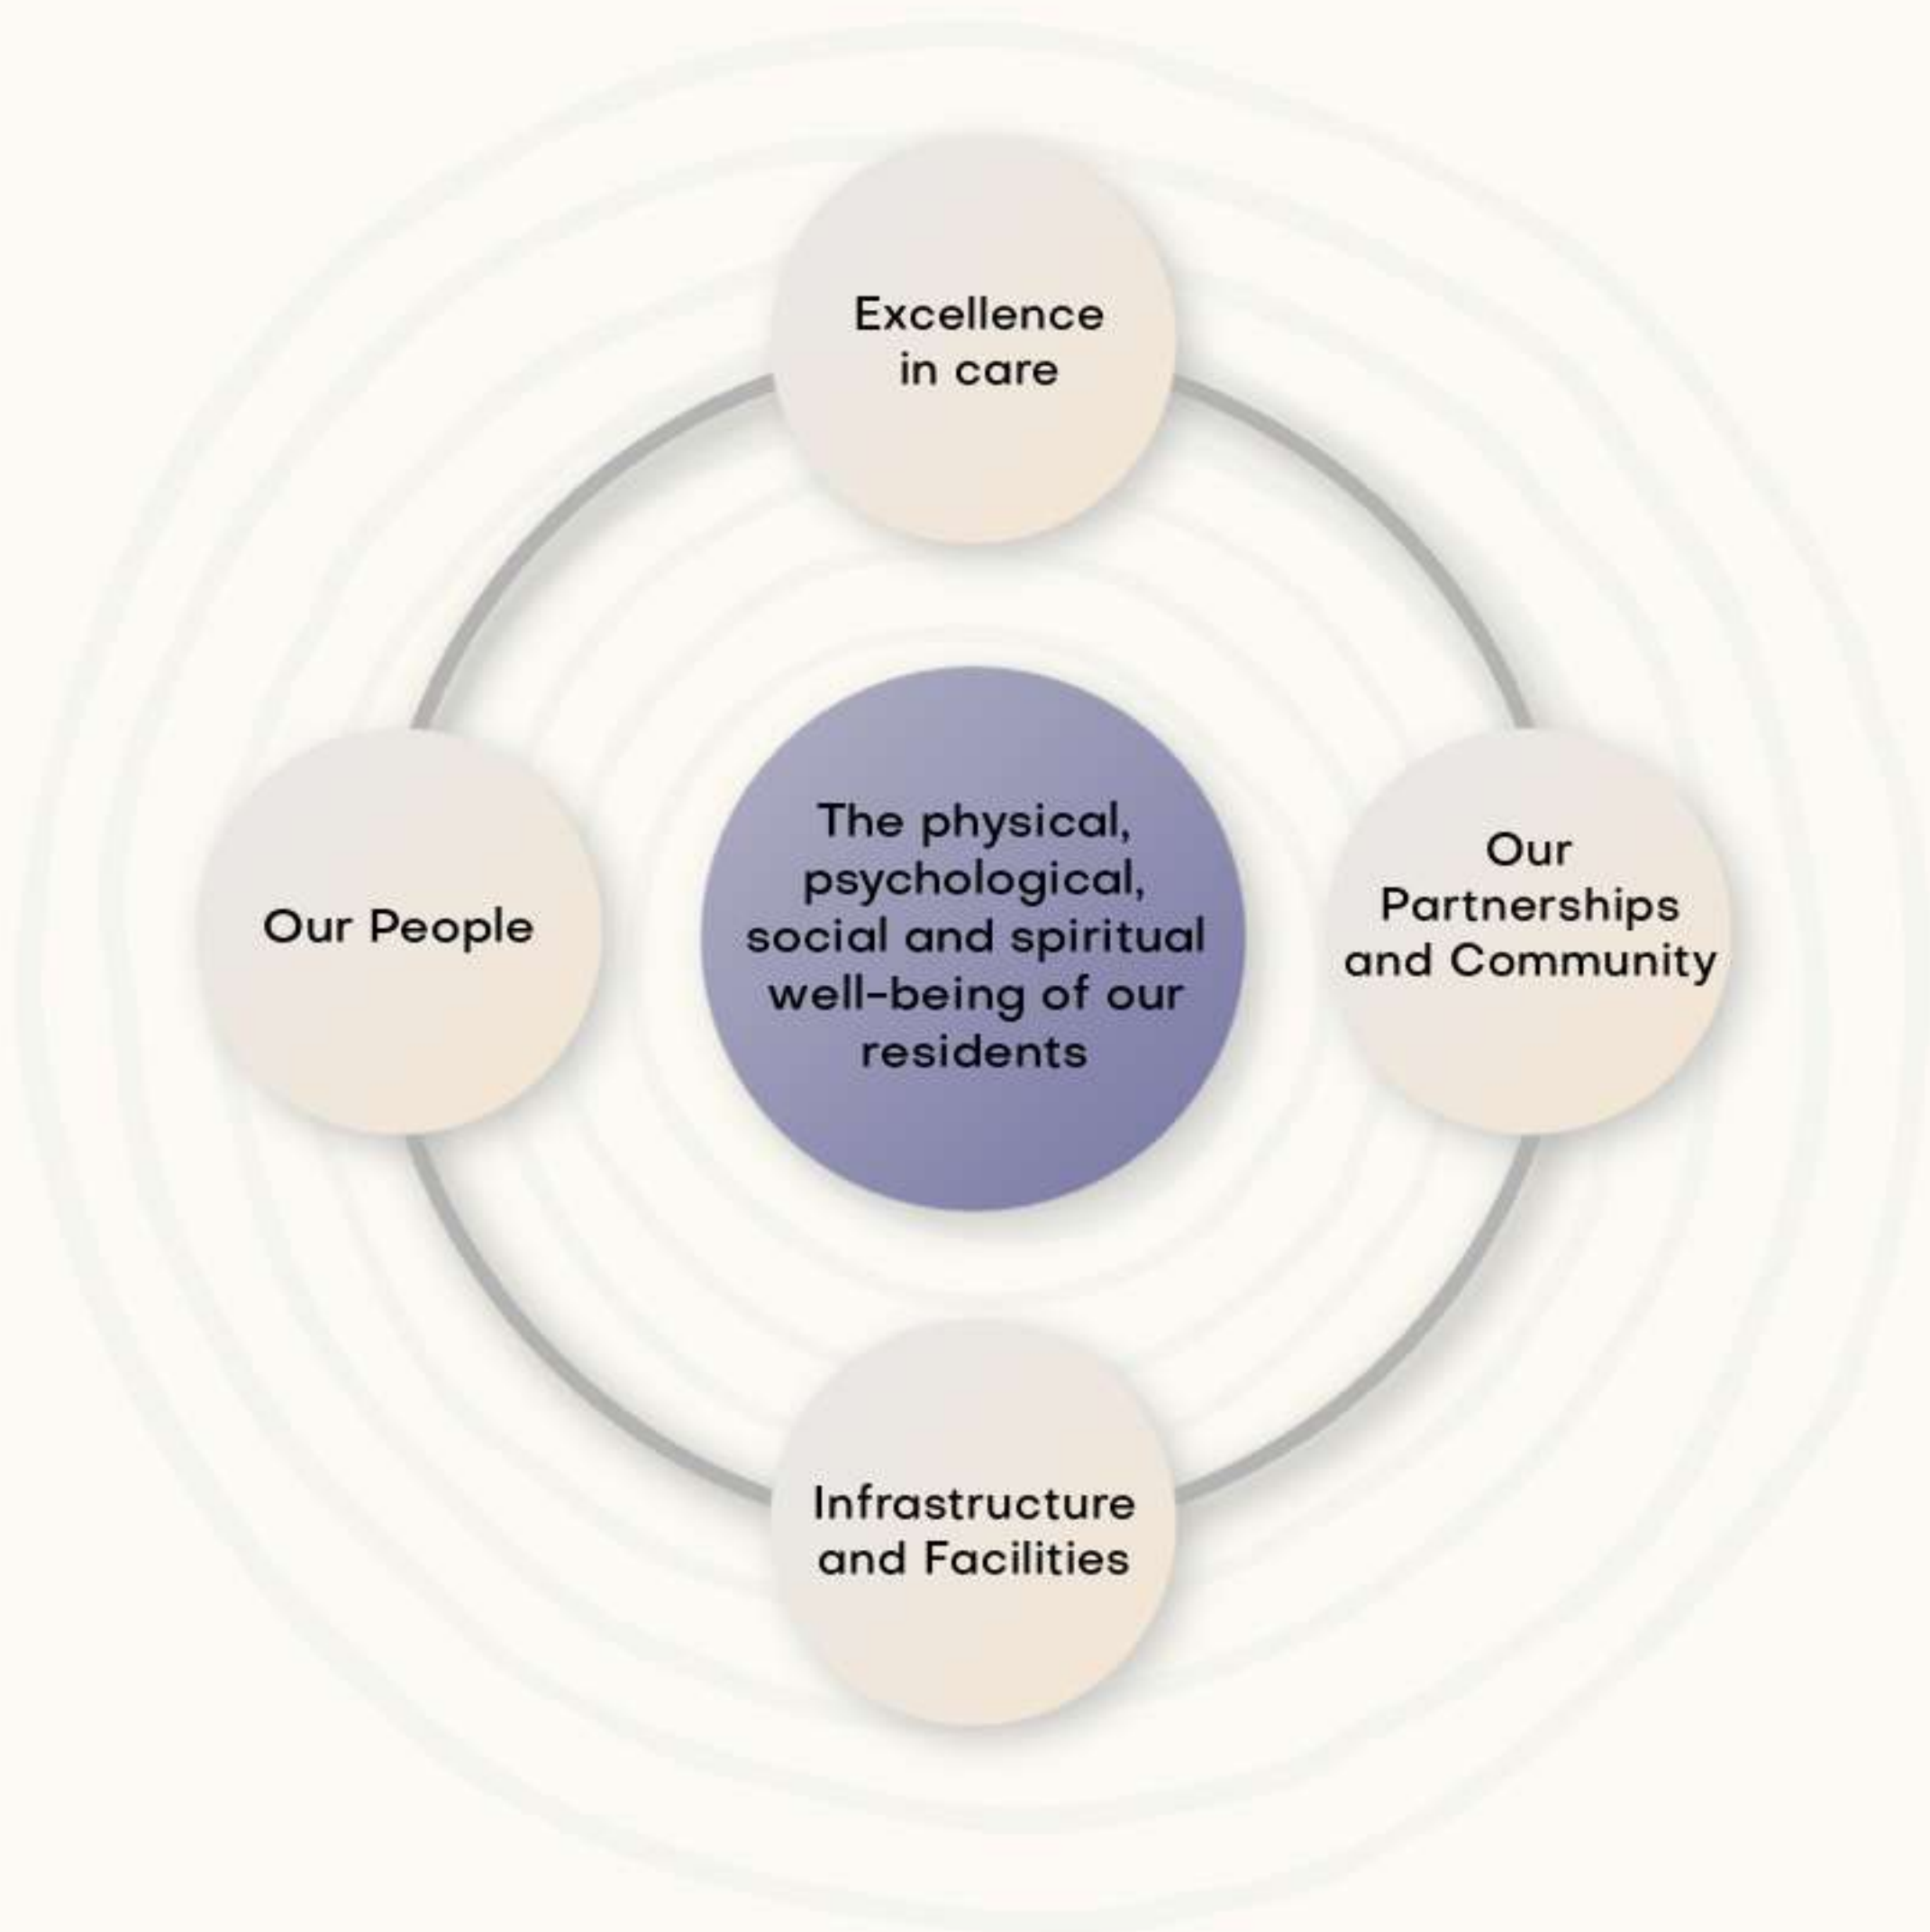 Excellence
in care
Our People
The physical,
psychological,
social and spiritual
well-being of our
residents
Our
Partnerships
and Community
Infrastructure
and Facilities